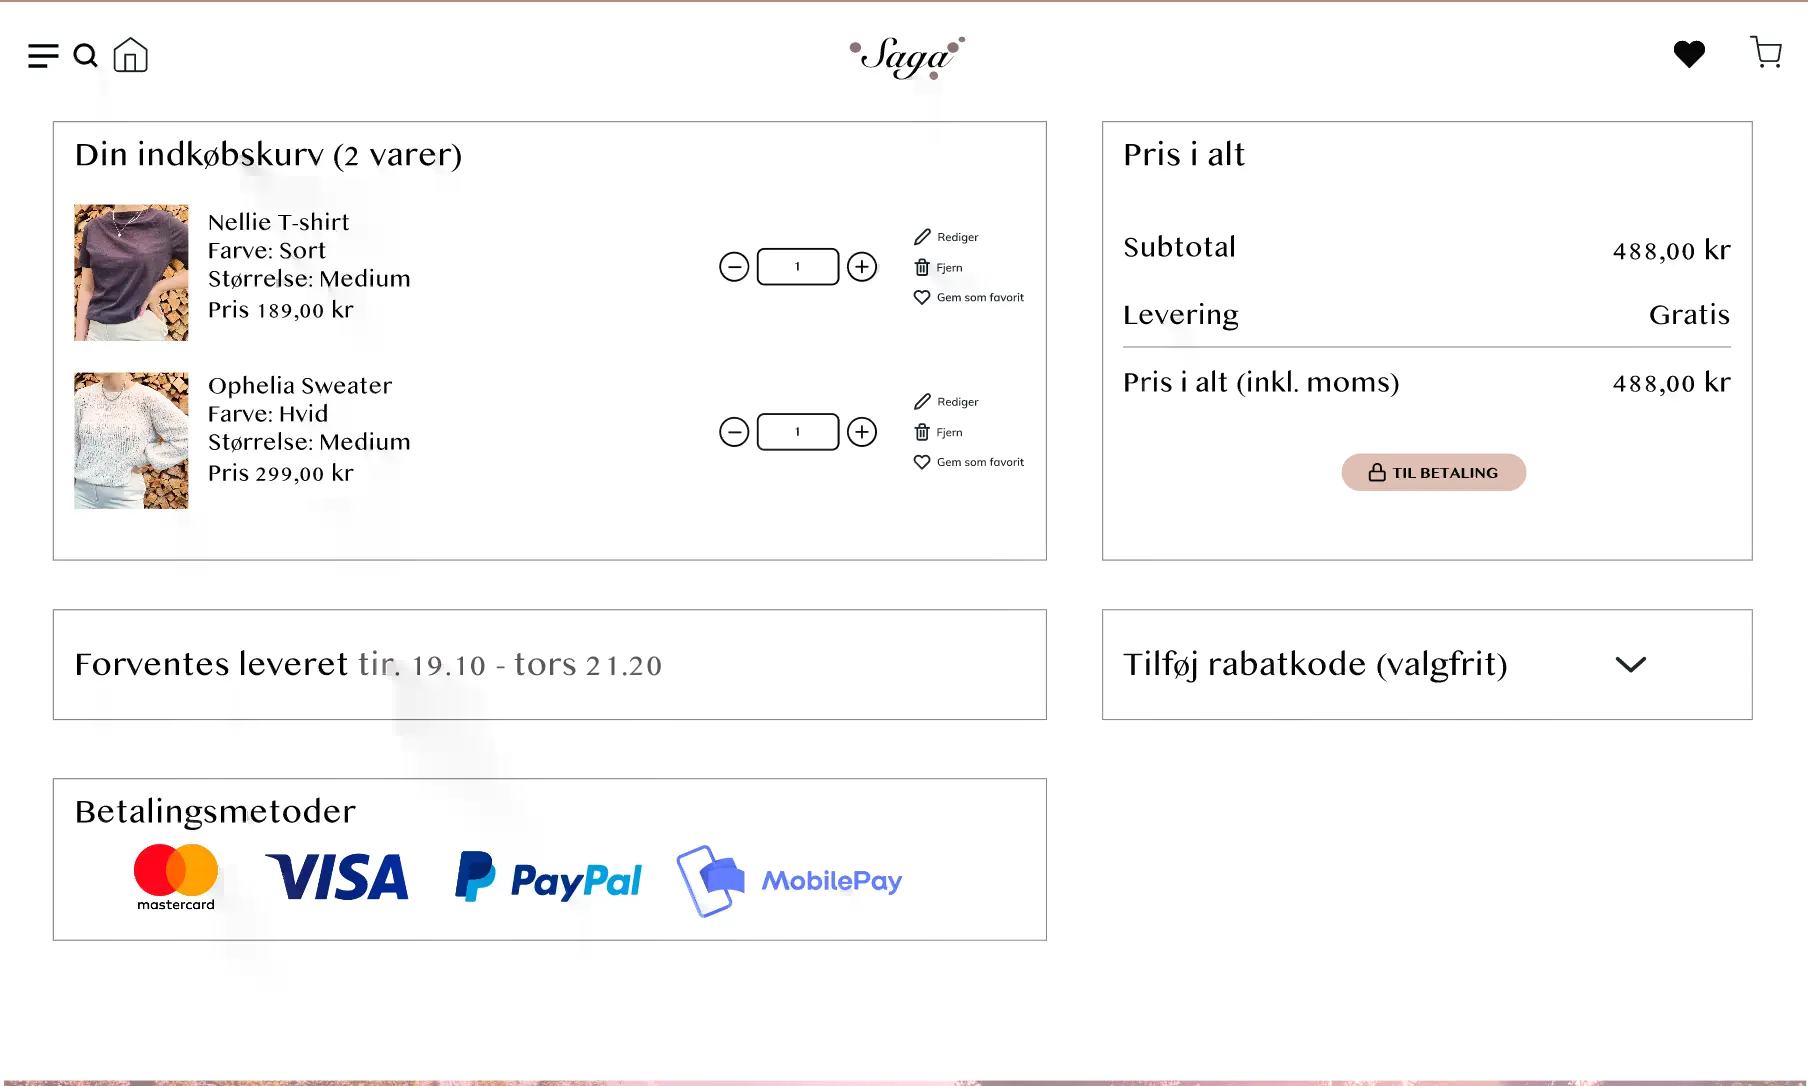 Saga
Din indkøbskurv (2 varer)
Nellie T-shirt
Farve: Sort
Størrelse: Medium
Pris 189,00 kr
1
Rediger
Fjern
Gem som favorit
Ophelia Sweater
Farve: Hvid
Størrelse: Medium
Pris 299,00 kr
1
Rediger
Fjern
Gem som favorit
Pris i alt
Subtotal 488,00 kr
Levering Gratis
Pris i alt (inkl. moms) 488,00 kr
TIL BETALING
Forventes leveret tir. 19.10 - tors 21.20
Tilføj rabatkode (valgfrit)
Betalingsmetoder
mastercard
VISA
PayPal
MobilePay